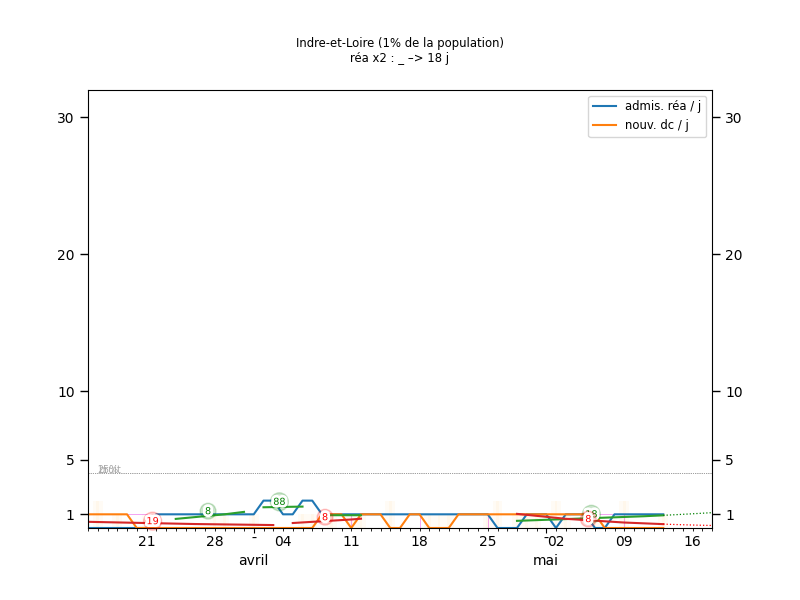 Indre-et-Loire (1% de la population)
réa x2 : _ –> 18 j
admis. réa / j
nouv. dc / j
30 30
20 20
10 10
5 5
1 1
19 8 88 8 8
21 28 - 04 11 18 25 - 02 09 16
avril mai